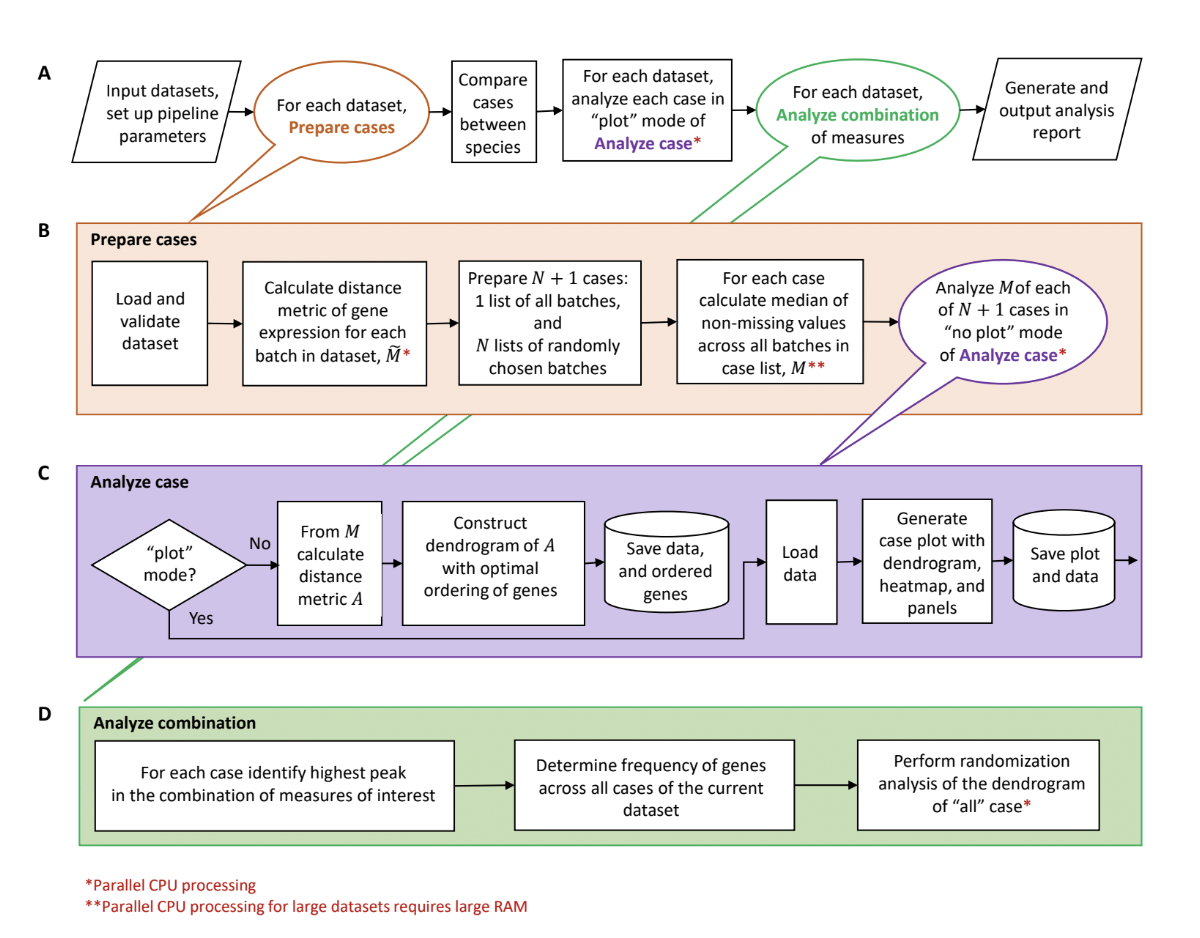 A
Input datasets,
set up pipeline
parameters
For each dataset,
Prepare cases
Compare
cases
between
species
For each dataset,
analyze each case in
“plot” mode of
Analyze case*
For each dataset,
Analyze combination
of measures
Generate and
output analysis
report
B
Prepare cases
Load and
validate
dataset
Calculate distance
metric of gene
expression for each
batch in dataset, M̃*
Prepare N + 1 cases:
1 list of all batches,
and
N lists of randomly
chosen batches
For each case
calculate median of
non-missing values
across all batches in
case list, M**
Analyze M of each
of N + 1 cases in
“no plot” mode
of Analyze case*
C
Analyze case
“plot”
mode?
No
Yes
From M
calculate
distance
metric A
Construct
dendrogram of A
with optimal
ordering of genes
Save data,
and ordered
genes
Load
data
Generate
case plot with
dendrogram,
heatmap, and
panels
Save plot
and data
D
Analyze combination
For each case identify highest peak
in the combination of measures of interest
Determine frequency of genes
across all cases of the current
dataset
Perform randomization
analysis of the dendrogram
of “all” case*
*Parallel CPU processing
**Parallel CPU processing for large datasets requires large RAM